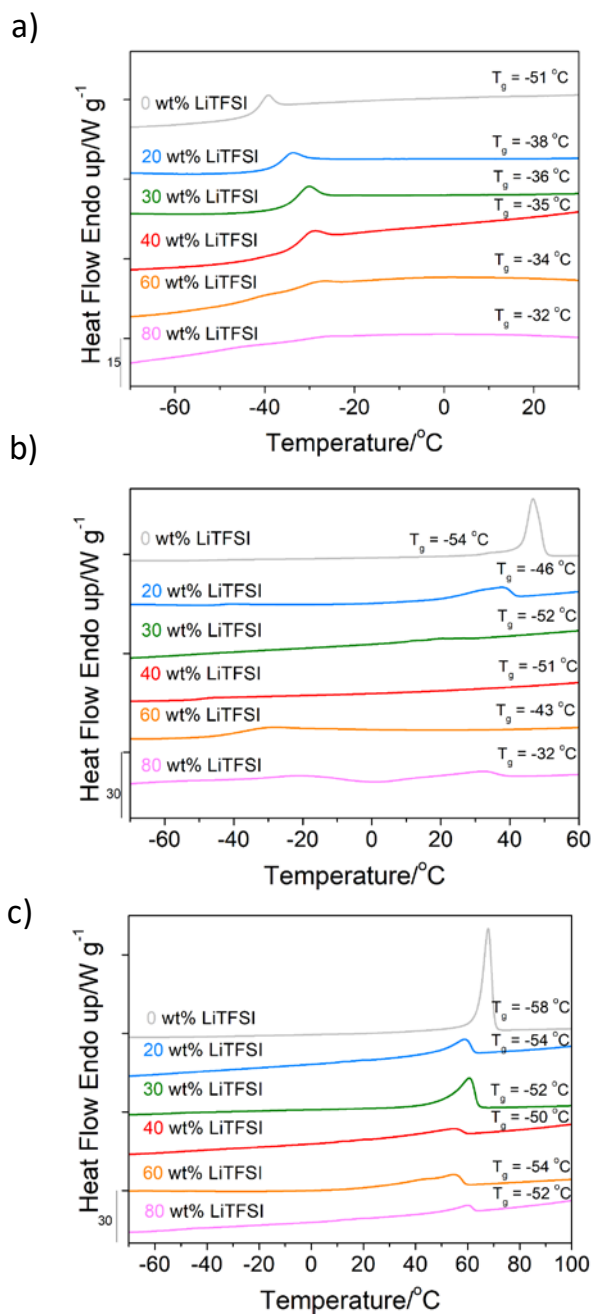 a)
Heat Flow Endo up/W g⁻¹
0 wt% LiTFSI
Tg = -51 °C
20 wt% LiTFSI
Tg = -38 °C
30 wt% LiTFSI
Tg = -36 °C
40 wt% LiTFSI
Tg = -35 °C
60 wt% LiTFSI
Tg = -34 °C
80 wt% LiTFSI
Tg = -32 °C
15
-60 -40 -20 0 20
Temperature/°C
b)
Heat Flow Endo up/W g⁻¹
0 wt% LiTFSI
Tg = -54 °C
20 wt% LiTFSI
Tg = -46 °C
30 wt% LiTFSI
Tg = -52 °C
40 wt% LiTFSI
Tg = -51 °C
60 wt% LiTFSI
Tg = -43 °C
80 wt% LiTFSI
Tg = -32 °C
30
-60 -40 -20 0 20 40 60
Temperature/°C
c)
Heat Flow Endo up/W g⁻¹
0 wt% LiTFSI
Tg = -58 °C
20 wt% LiTFSI
Tg = -54 °C
30 wt% LiTFSI
Tg = -52 °C
40 wt% LiTFSI
Tg = -50 °C
60 wt% LiTFSI
Tg = -54 °C
80 wt% LiTFSI
Tg = -52 °C
30
-60 -40 -20 0 20 40 60 80 100
Temperature/°C